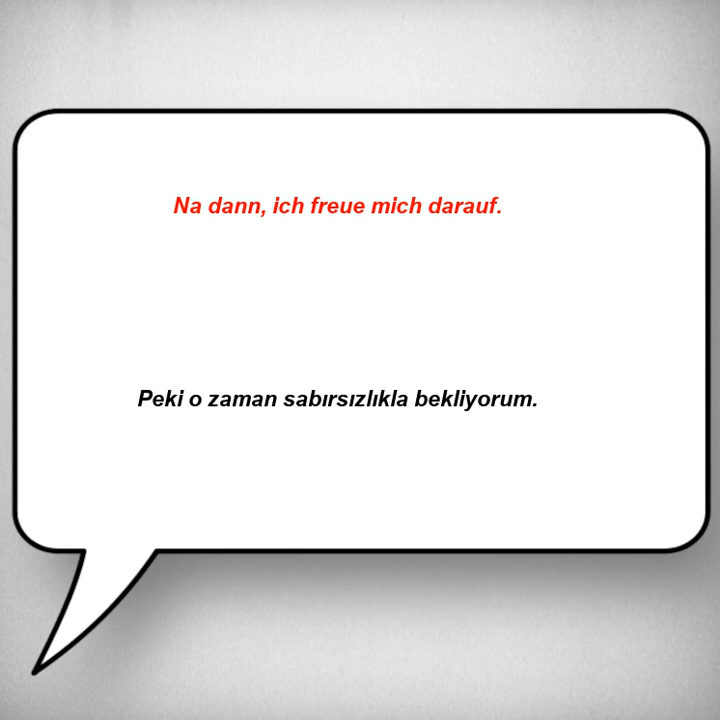 Na dann, ich freue mich darauf.
Peki o zaman sabırsızlıkla bekliyorum.